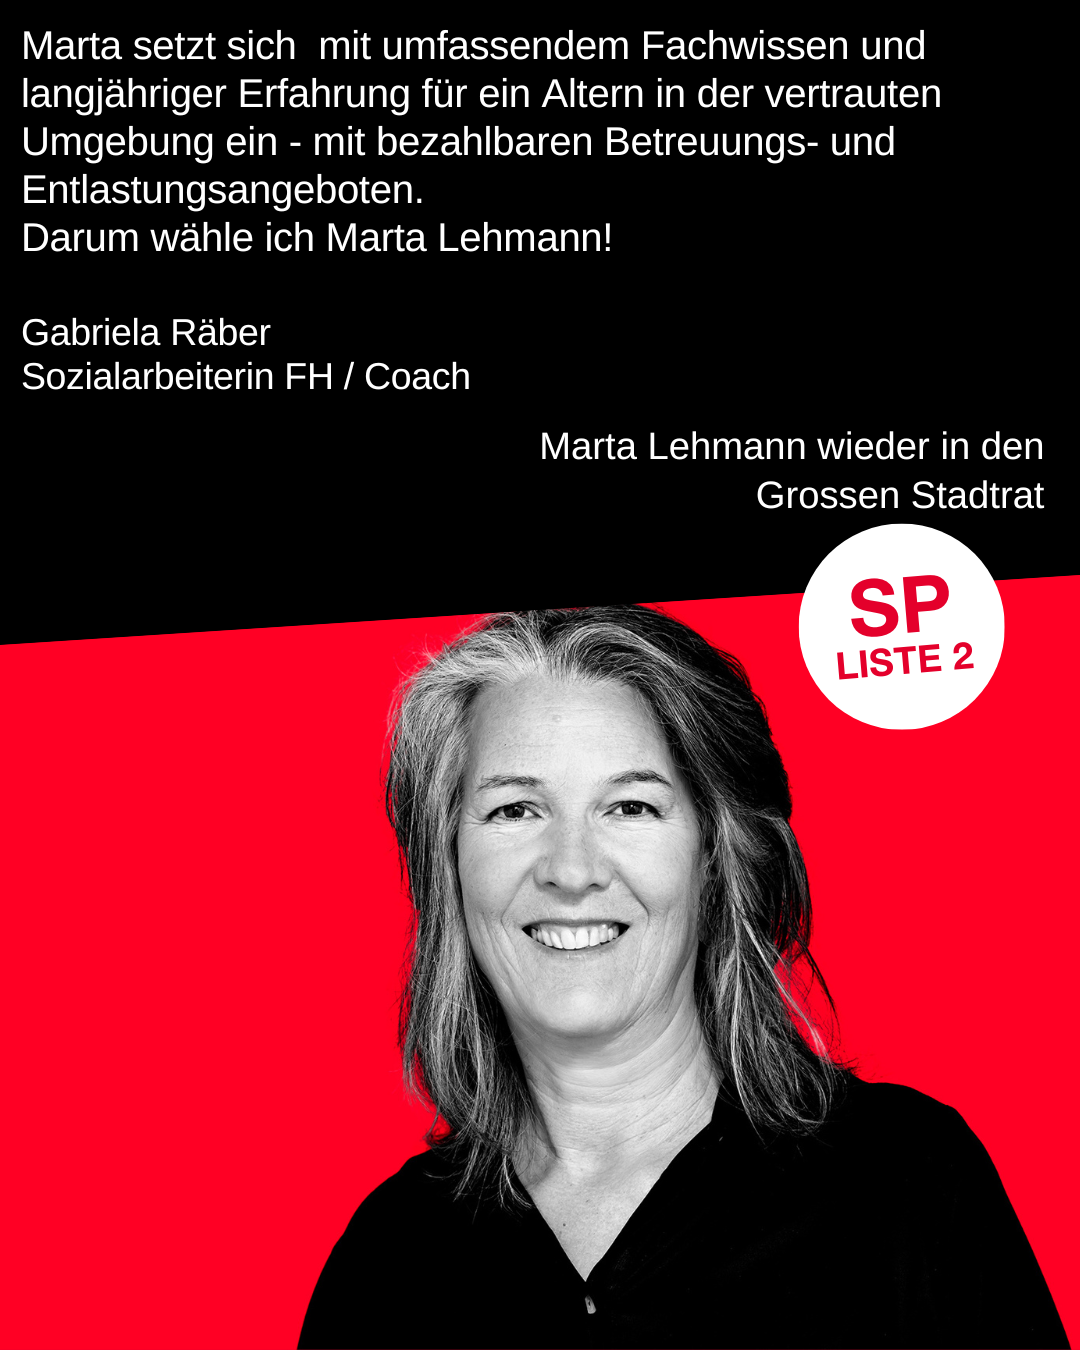 Marta setzt sich  mit umfassendem Fachwissen und
langjähriger Erfahrung für ein Altern in der vertrauten
Umgebung ein - mit bezahlbaren Betreuungs- und
Entlastungsangeboten.
Darum wähle ich Marta Lehmann!
Gabriela Räber
Sozialarbeiterin FH / Coach
Marta Lehmann wieder in den
Grossen Stadtrat
SP
LISTE 2